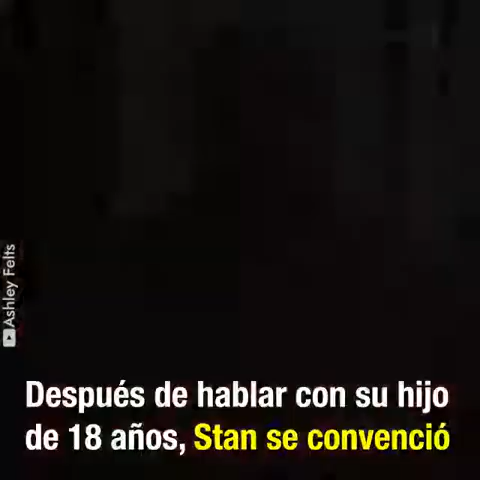 Ashley Felts
Después de hablar con su hijo
de 18 años, Stan se convenció